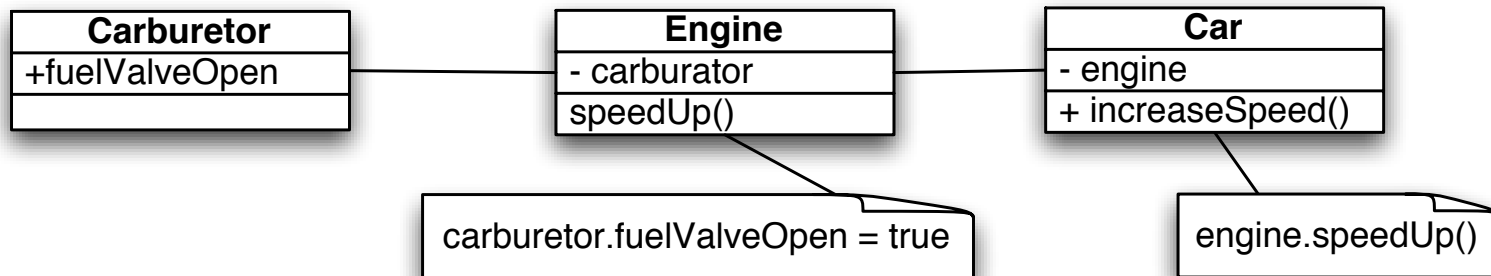 Carburetor
+fuelValveOpen
Engine
- carburator
speedUp()
Car
- engine
+ increaseSpeed()
carburetor.fuelValveOpen = true
engine.speedUp()